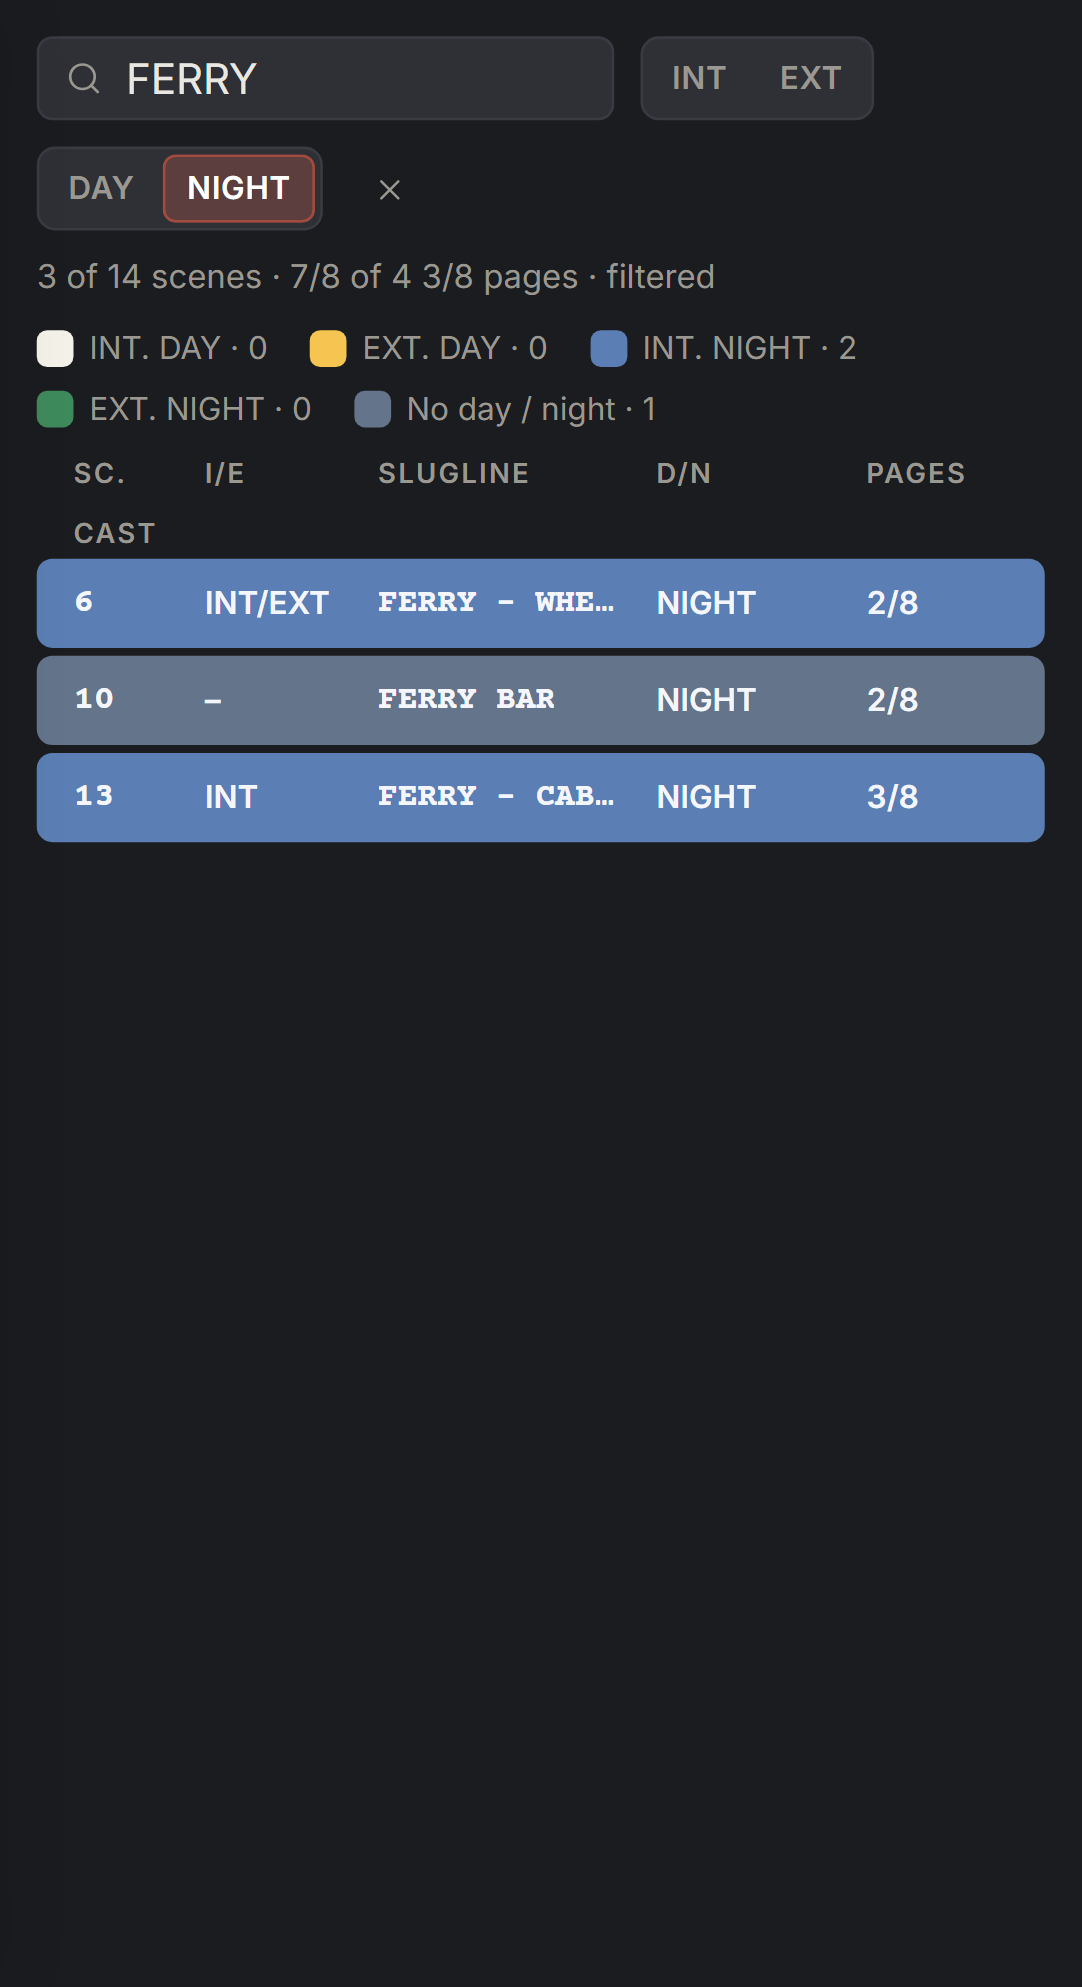 FERRY
INT EXT
DAY NIGHT
3 of 14 scenes · 7/8 of 4 3/8 pages · filtered
INT. DAY · 0 EXT. DAY · 0 INT. NIGHT · 2
EXT. NIGHT · 0 No day / night · 1
SC. I/E SLUGLINE D/N PAGES
CAST
6 INT/EXT FERRY – WHE… NIGHT 2/8
10 – FERRY BAR NIGHT 2/8
13 INT FERRY – CAB… NIGHT 3/8